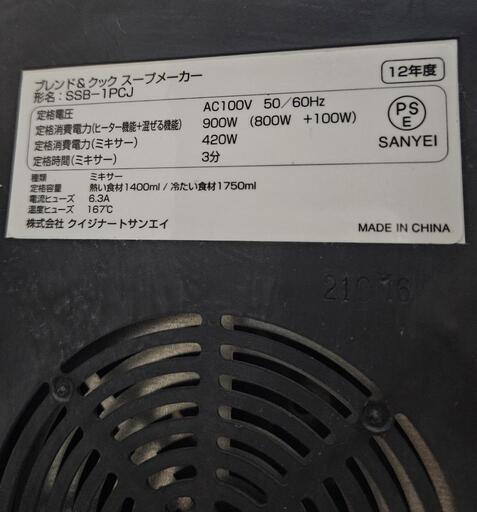 ブレンド&クック スープメーカー
形名:SSB-1PCJ
12年度
定格電圧 AC100V 50/60Hz
定格消費電力(ヒーター機能+混ぜる機能) 900W (800W +100W)
定格消費電力(ミキサー) 420W
定格時間(ミキサー) 3分
PS
E
SANYEI
種類 ミキサー
定格容量 熱い食材1400ml / 冷たい食材1750ml
電流ヒューズ 6.3A
温度ヒューズ 167℃
株式会社 クイジナートサンエイ
MADE IN CHINA